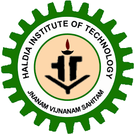 HALDIA INSTITUTE OF TECHNOLOGY
JNANAM VIJNANAM SAHITAM